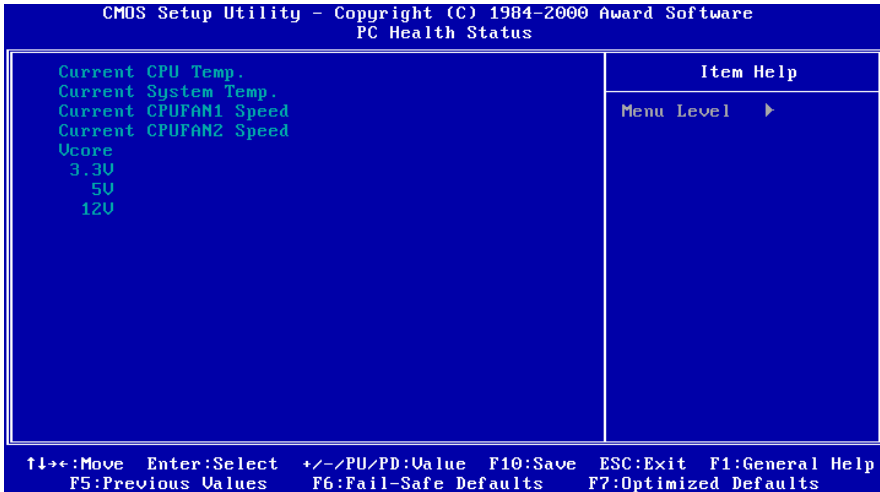 CMOS Setup Utility - Copyright (C) 1984-2000 Award Software
PC Health Status
Current CPU Temp.
Current System Temp.
Current CPUFAN1 Speed
Current CPUFAN2 Speed
Vcore
3.3V
5V
12V
Item Help
Menu Level ▶
↑↓→←:Move Enter:Select +/-/PU/PD:Value F10:Save ESC:Exit F1:General Help
F5:Previous Values F6:Fail-Safe Defaults F7:Optimized Defaults